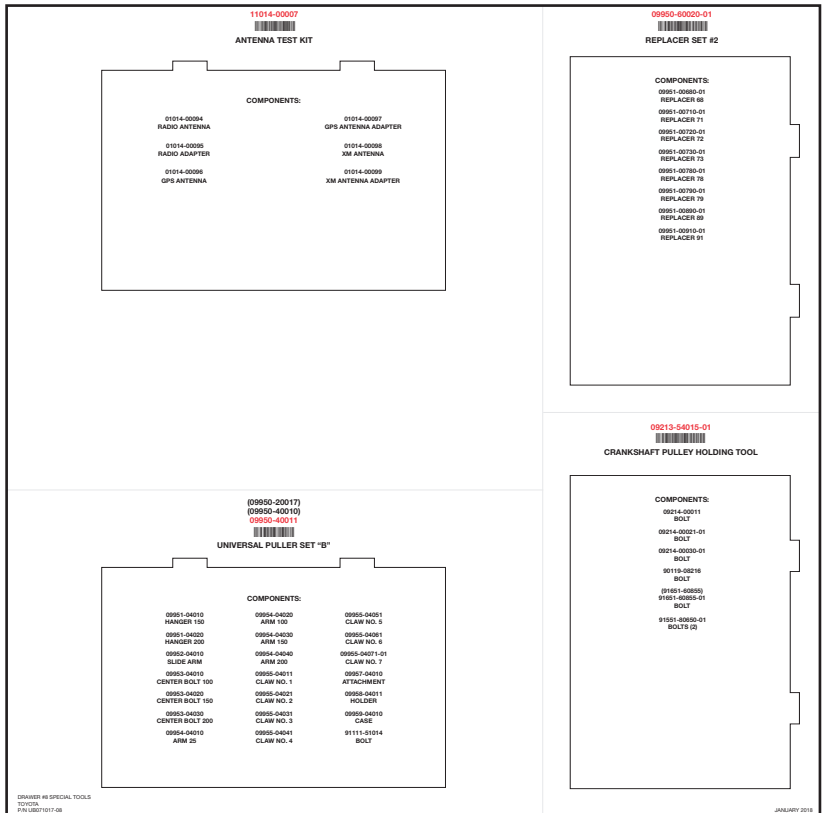 11014-00007
ANTENNA TEST KIT
COMPONENTS:
01014-00094
RADIO ANTENNA
01014-00095
RADIO ADAPTER
01014-00096
GPS ANTENNA
01014-00097
GPS ANTENNA ADAPTER
01014-00098
XM ANTENNA
01014-00099
XM ANTENNA ADAPTER
09950-60020-01
REPLACER SET #2
COMPONENTS:
09951-00680-01
REPLACER 68
09951-00710-01
REPLACER 71
09951-00720-01
REPLACER 72
09951-00730-01
REPLACER 73
09951-00780-01
REPLACER 78
09951-00790-01
REPLACER 79
09951-00890-01
REPLACER 89
09951-00910-01
REPLACER 91
(09950-20017)
(09950-40010)
09950-40011
UNIVERSAL PULLER SET “B”
COMPONENTS:
09951-04010
HANGER 150
09951-04020
HANGER 200
09952-04010
SLIDE ARM
09953-04010
CENTER BOLT 100
09953-04020
CENTER BOLT 150
09953-04030
CENTER BOLT 200
09954-04010
ARM 25
09954-04020
ARM 100
09954-04030
ARM 150
09954-04040
ARM 200
09955-04011
CLAW NO. 1
09955-04021
CLAW NO. 2
09955-04031
CLAW NO. 3
09955-04041
CLAW NO. 4
09955-04051
CLAW NO. 5
09955-04061
CLAW NO. 6
09955-04071-01
CLAW NO. 7
09957-04010
ATTACHMENT
09958-04011
HOLDER
09959-04010
CASE
91111-51014
BOLT
09213-54015-01
CRANKSHAFT PULLEY HOLDING TOOL
COMPONENTS:
09214-00011
BOLT
09214-00021-01
BOLT
09214-00030-01
BOLT
90119-08216
BOLT
(91651-60855)
91651-60855-01
BOLT
91551-80650-01
BOLTS (2)
DRAWER #8 SPECIAL TOOLS
TOYOTA
P/N UB071017-08
JANUARY 2018